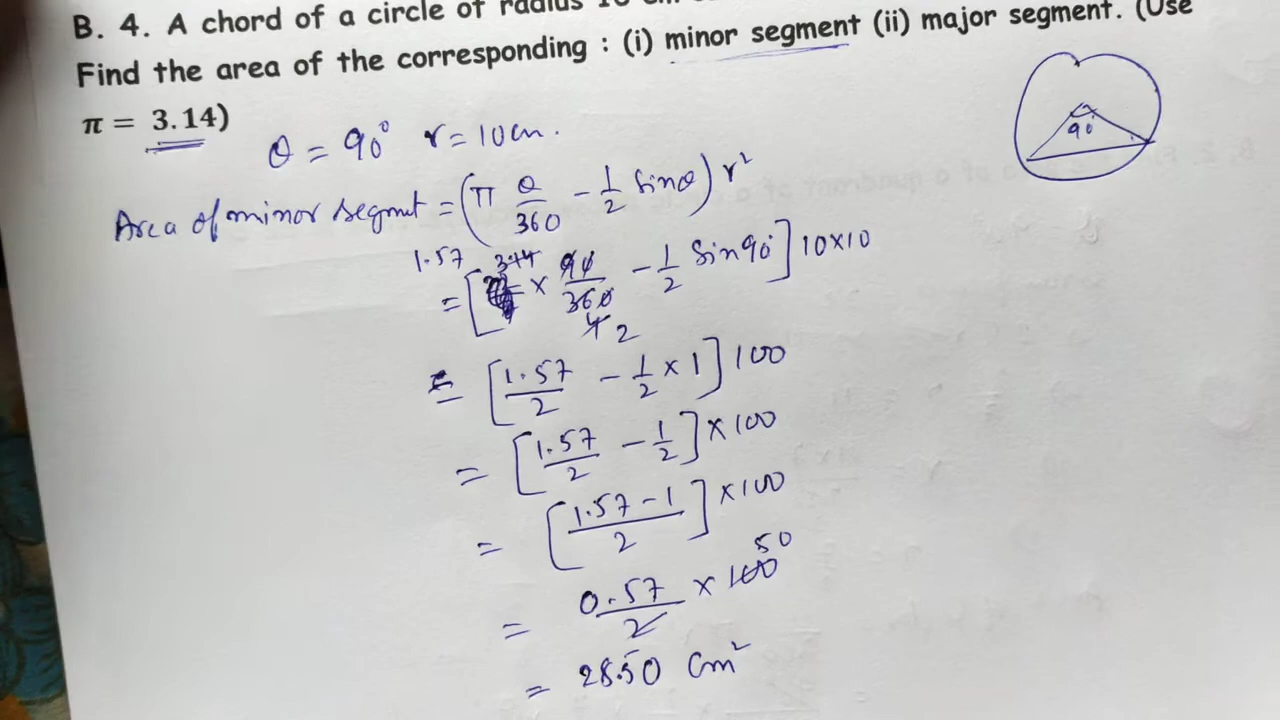 B. 4. A chord of a circle of radius 10 cm
Find the area of the corresponding : (i) minor segment (ii) major segment. (Use
π = 3.14)
θ = 90° r = 10cm.
90°
Area of minor segment = (π θ/360 - 1/2 sinθ) r²
1.57 3.14
= [ × 90/360 - 1/2 sin90°] 10×10
4 2
= [1.57/2 - 1/2 × 1] 100
= [1.57/2 - 1/2] × 100
= [1.57 - 1/2] × 100
50
= 0.57/2 × 100
= 28.50 cm²